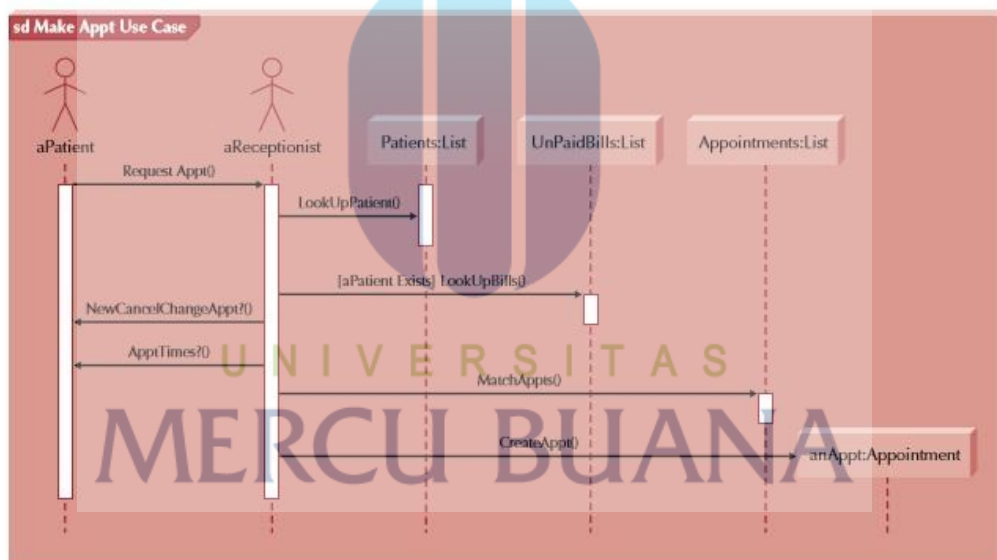 sd Make Appt Use Case
aPatient
aReceptionist
Patients:List
UnPaidBills:List
Appointments:List
Request Appt()
LookUpPatient()
[aPatient Exists] LookUpBills()
NewCancelChangeAppt?()
ApptTimes?()
UNIVERSITAS
MatchAppts()
MERCU BUANA
CreateAppt()
anAppt:Appointment